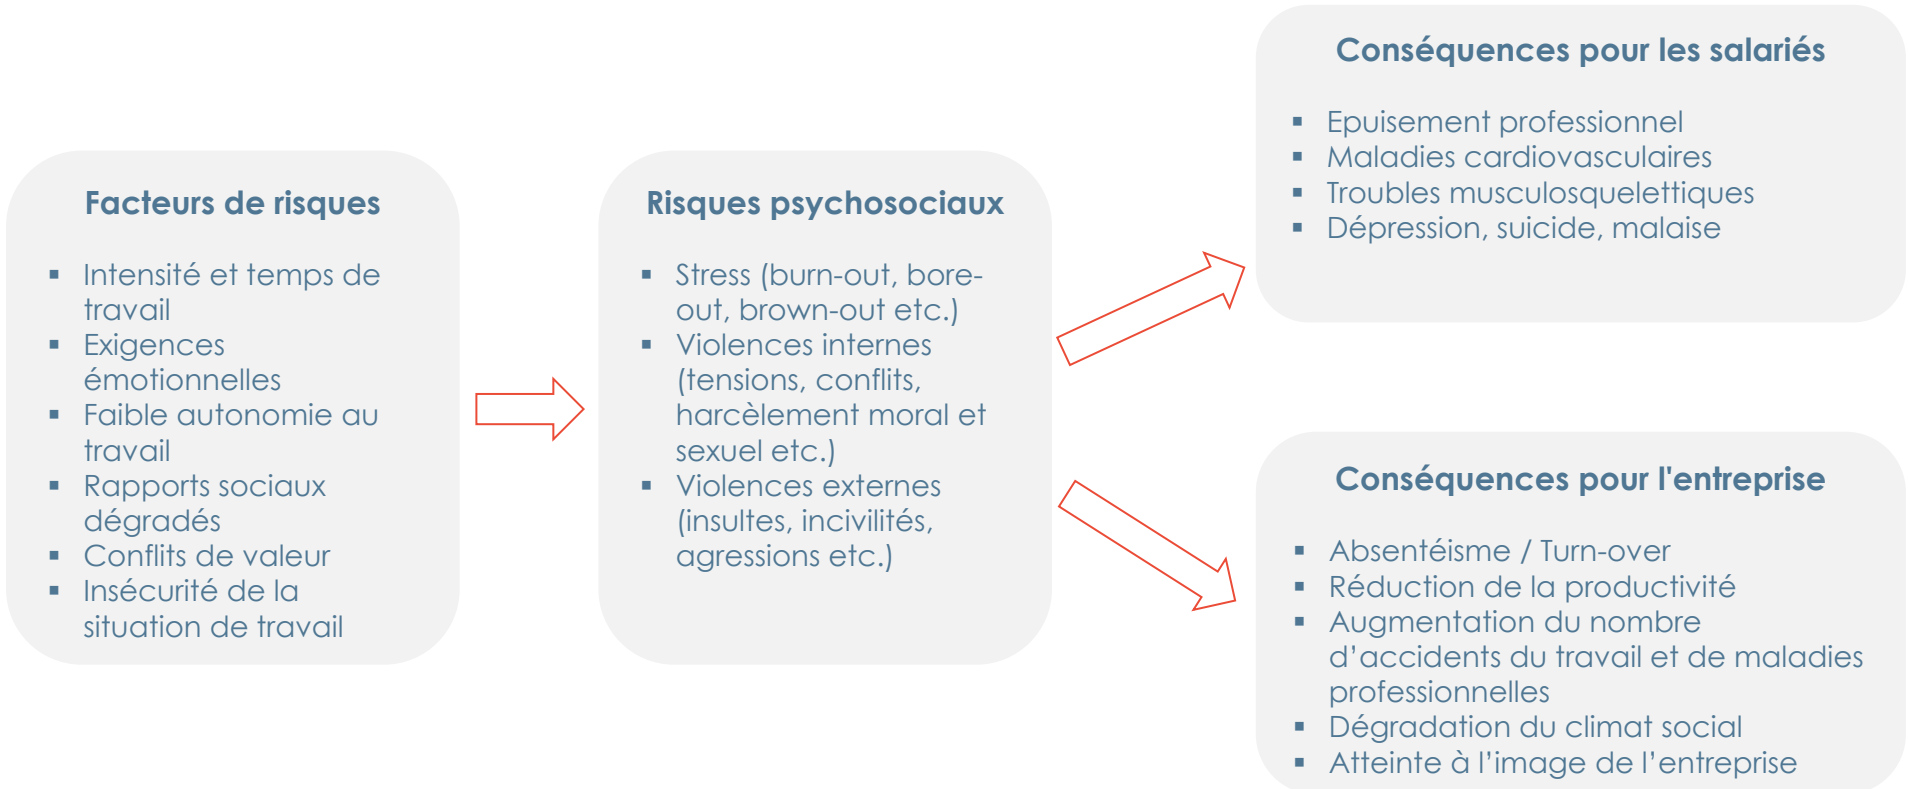 Facteurs de risques
▪ Intensité et temps de
travail
▪ Exigences
émotionnelles
▪ Faible autonomie au
travail
▪ Rapports sociaux
dégradés
▪ Conflits de valeur
▪ Insécurité de la
situation de travail
Risques psychosociaux
▪ Stress (burn-out, bore-
out, brown-out etc.)
▪ Violences internes
(tensions, conflits,
harcèlement moral et
sexuel etc.)
▪ Violences externes
(insultes, incivilités,
agressions etc.)
Conséquences pour les salariés
▪ Epuisement professionnel
▪ Maladies cardiovasculaires
▪ Troubles musculosquelettiques
▪ Dépression, suicide, malaise
Conséquences pour l'entreprise
▪ Absentéisme / Turn-over
▪ Réduction de la productivité
▪ Augmentation du nombre
d’accidents du travail et de maladies
professionnelles
▪ Dégradation du climat social
▪ Atteinte à l’image de l’entreprise